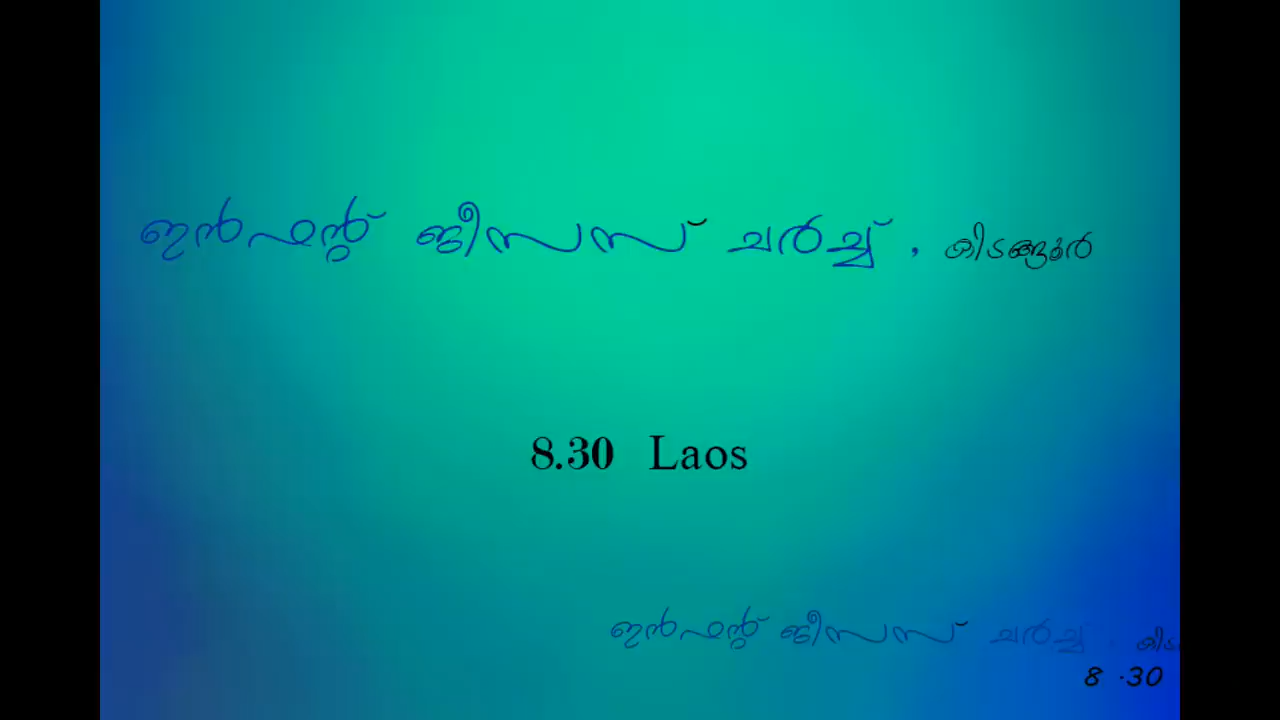 ഇൻഫന്റ് ജീസസ് ചർച്ച് , കിടങ്ങൂർ
8.30 Laos
ഇൻഫന്റ് ജീസസ് ചർച്ച് ,
8 .30